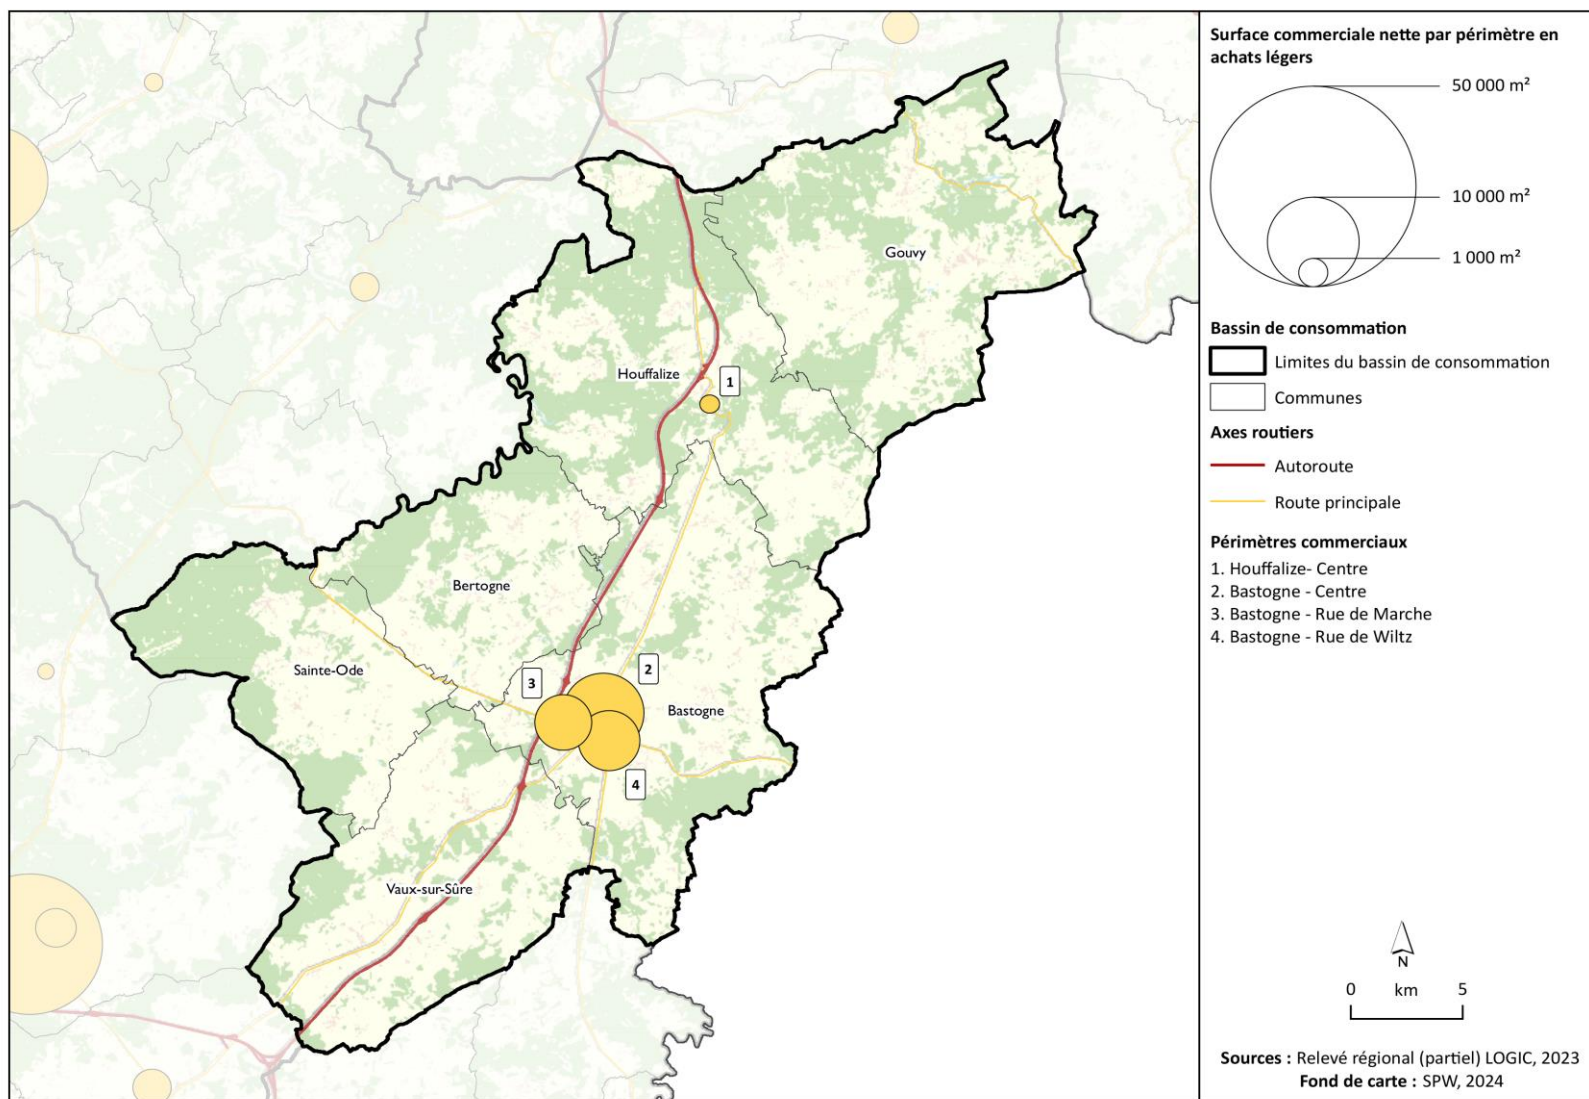 Gouvy
Houffalize
1
Bertogne
Sainte-Ode
3
2
Bastogne
4
Vaux-sur-Sûre
Surface commerciale nette par périmètre en
achats légers
50 000 m²
10 000 m²
1 000 m²
Bassin de consommation
Limites du bassin de consommation
Communes
Axes routiers
Autoroute
Route principale
Périmètres commerciaux
1. Houffalize- Centre
2. Bastogne - Centre
3. Bastogne - Rue de Marche
4. Bastogne - Rue de Wiltz
N
0 km 5
Sources : Relevé régional (partiel) LOGIC, 2023
Fond de carte : SPW, 2024